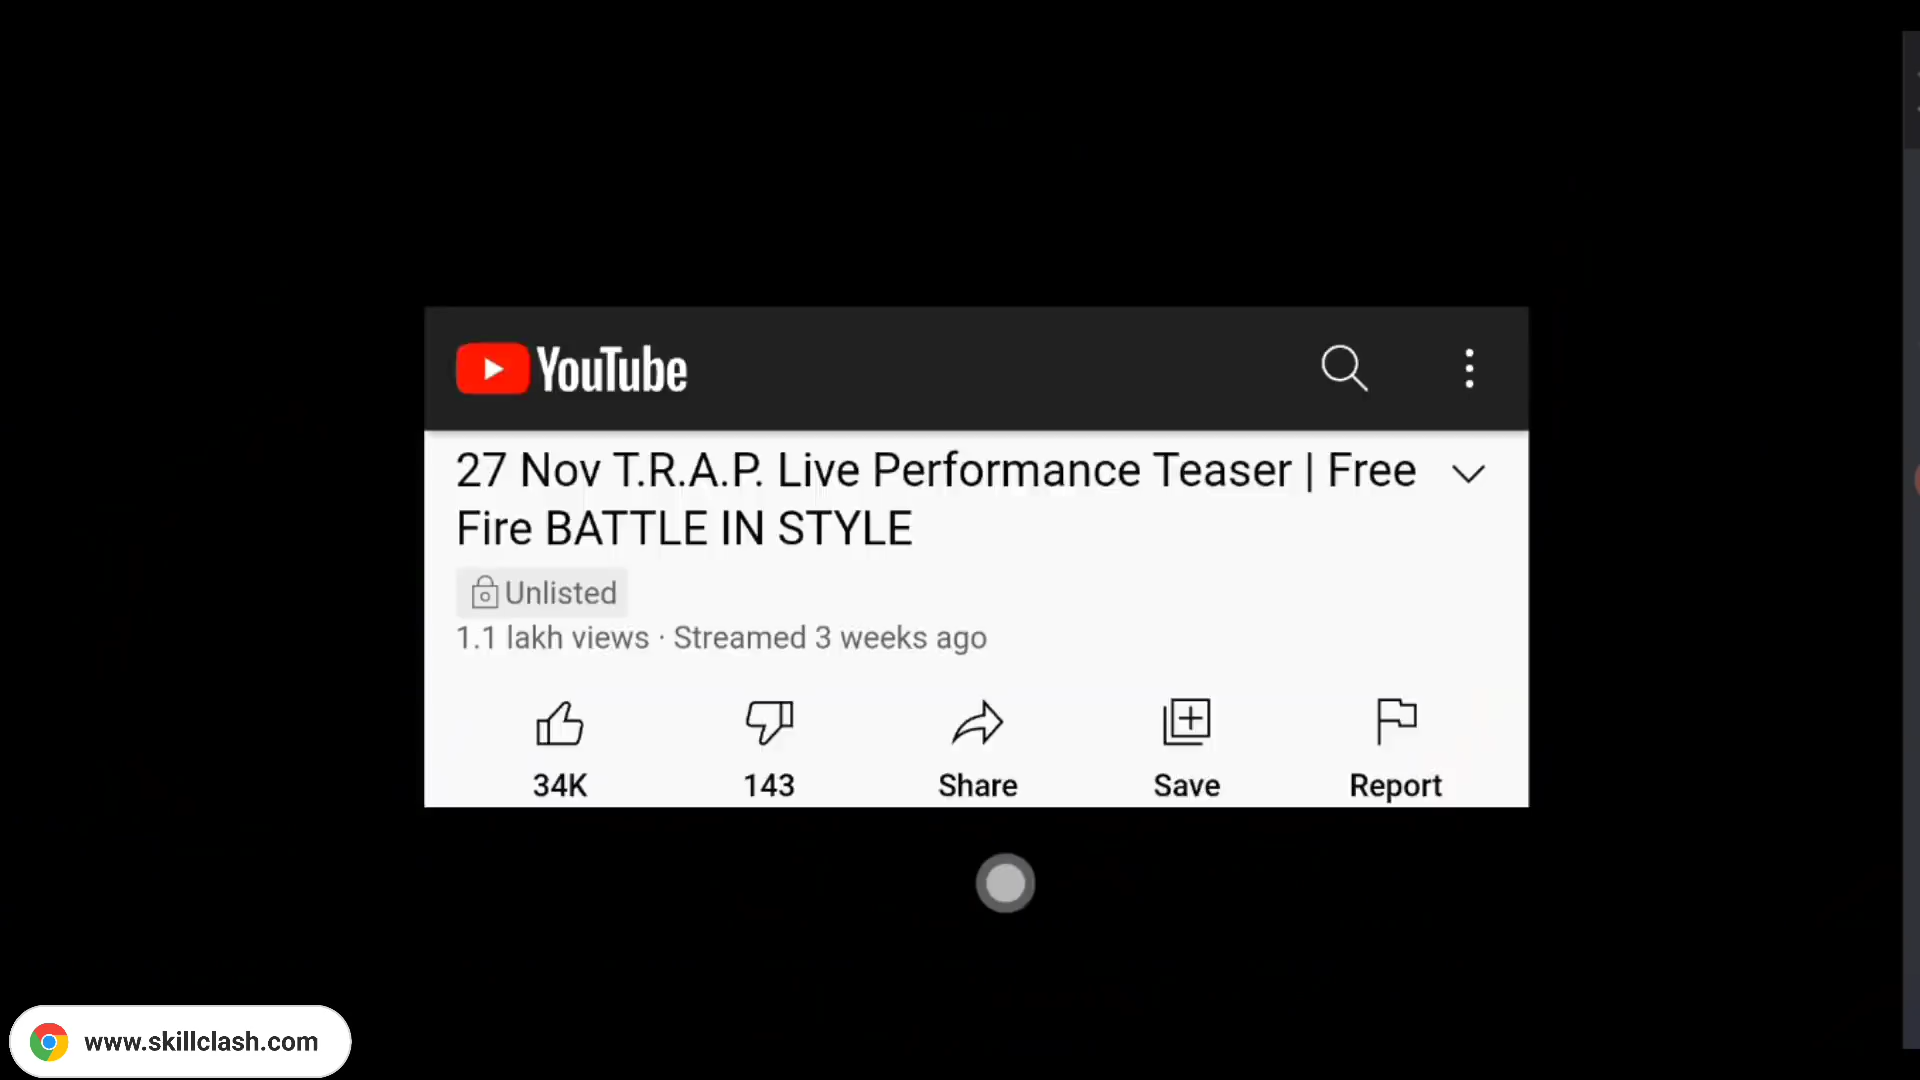 YouTube
27 Nov T.R.A.P. Live Performance Teaser | Free
Fire BATTLE IN STYLE
Unlisted
1.1 lakh views · Streamed 3 weeks ago
34K 143 Share Save Report
www.skillclash.com